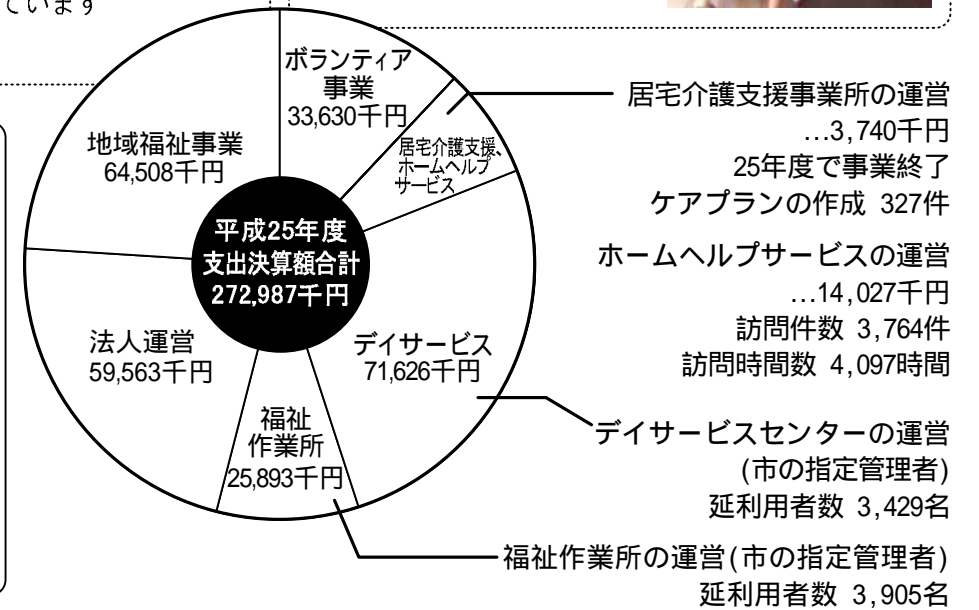 ています
ボランティア
事業
33,630千円
居宅介護支援、
ホームヘルプ
サービス
地域福祉事業
64,508千円
平成25年度
支出決算額合計
272,987千円
法人運営
59,563千円
デイサービス
71,626千円
福祉
作業所
25,893千円
居宅介護支援事業所の運営
…3,740千円
25年度で事業終了
ケアプランの作成 327件
ホームヘルプサービスの運営
…14,027千円
訪問件数 3,764件
訪問時間数 4,097時間
デイサービスセンターの運営
(市の指定管理者)
延利用者数 3,429名
福祉作業所の運営(市の指定管理者)
延利用者数 3,905名